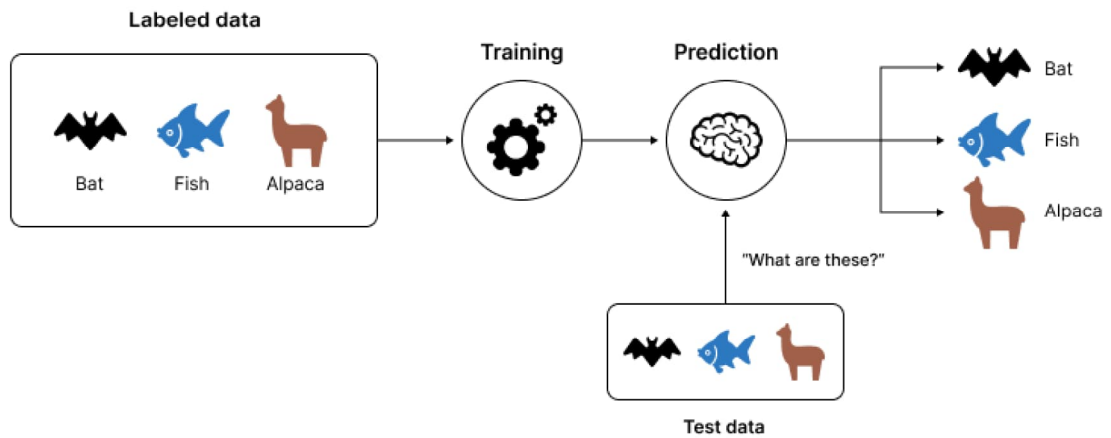 Labeled data
Training
Prediction
Bat
Fish
Alpaca
Bat
Fish
Alpaca
"What are these?"
Test data